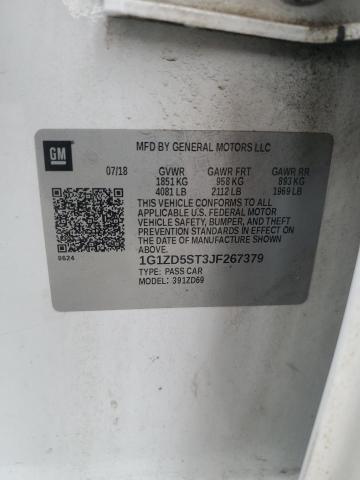 GM
MFD BY GENERAL MOTORS LLC
07/18 GVWR GAWR FRT GAWR RR
1851 KG 958 KG 893 KG
4081 LB 2112 LB 1969 LB
THIS VEHICLE CONFORMS TO ALL
APPLICABLE U.S. FEDERAL MOTOR
VEHICLE SAFETY, BUMPER, AND THEFT
PREVENTION STANDARDS IN EFFECT
ON THE DATE OF MANUFACTURE SHOWN
ABOVE.
0624
1G1ZD5ST3JF267379
TYPE: PASS CAR
MODEL: 391ZD69